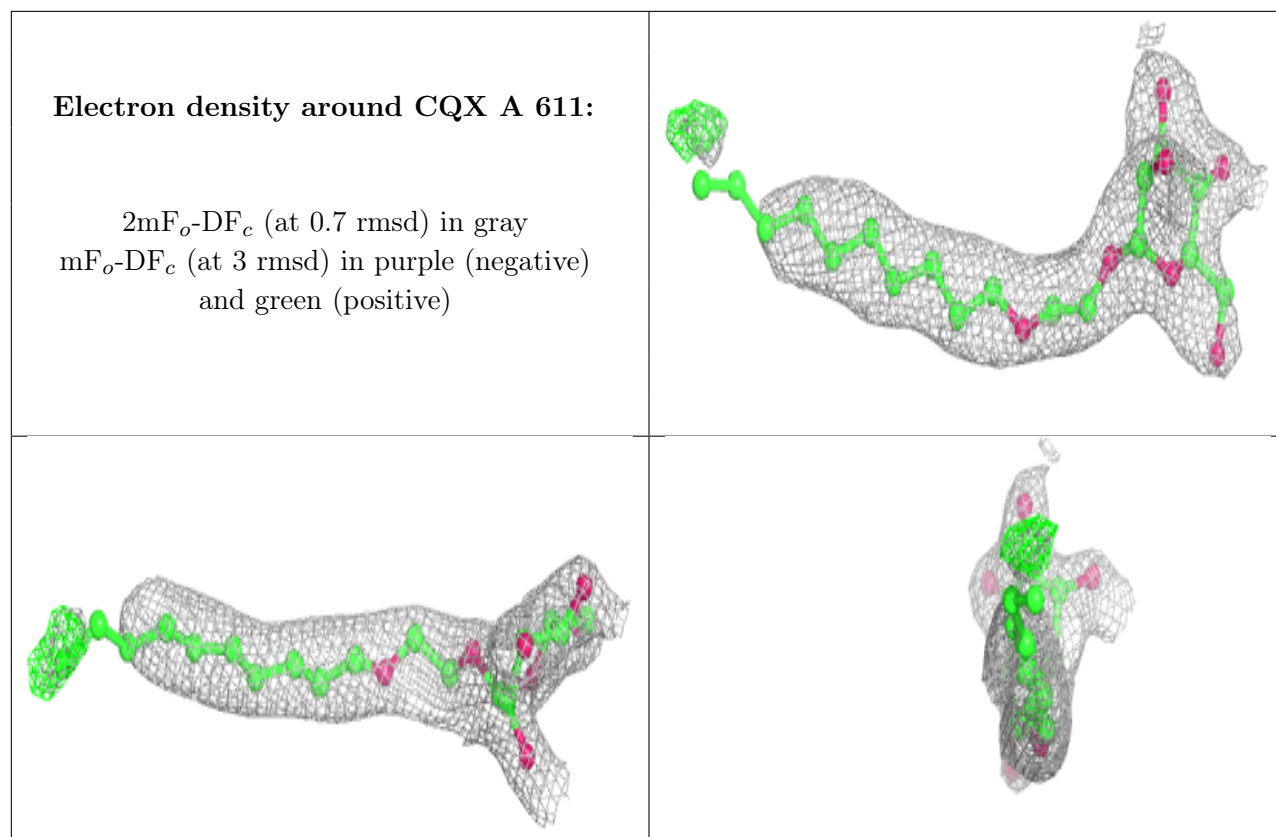 Electron density around CQX A 611:
2mFₒ-DF𝒸 (at 0.7 rmsd) in gray
mFₒ-DF𝒸 (at 3 rmsd) in purple (negative)
and green (positive)